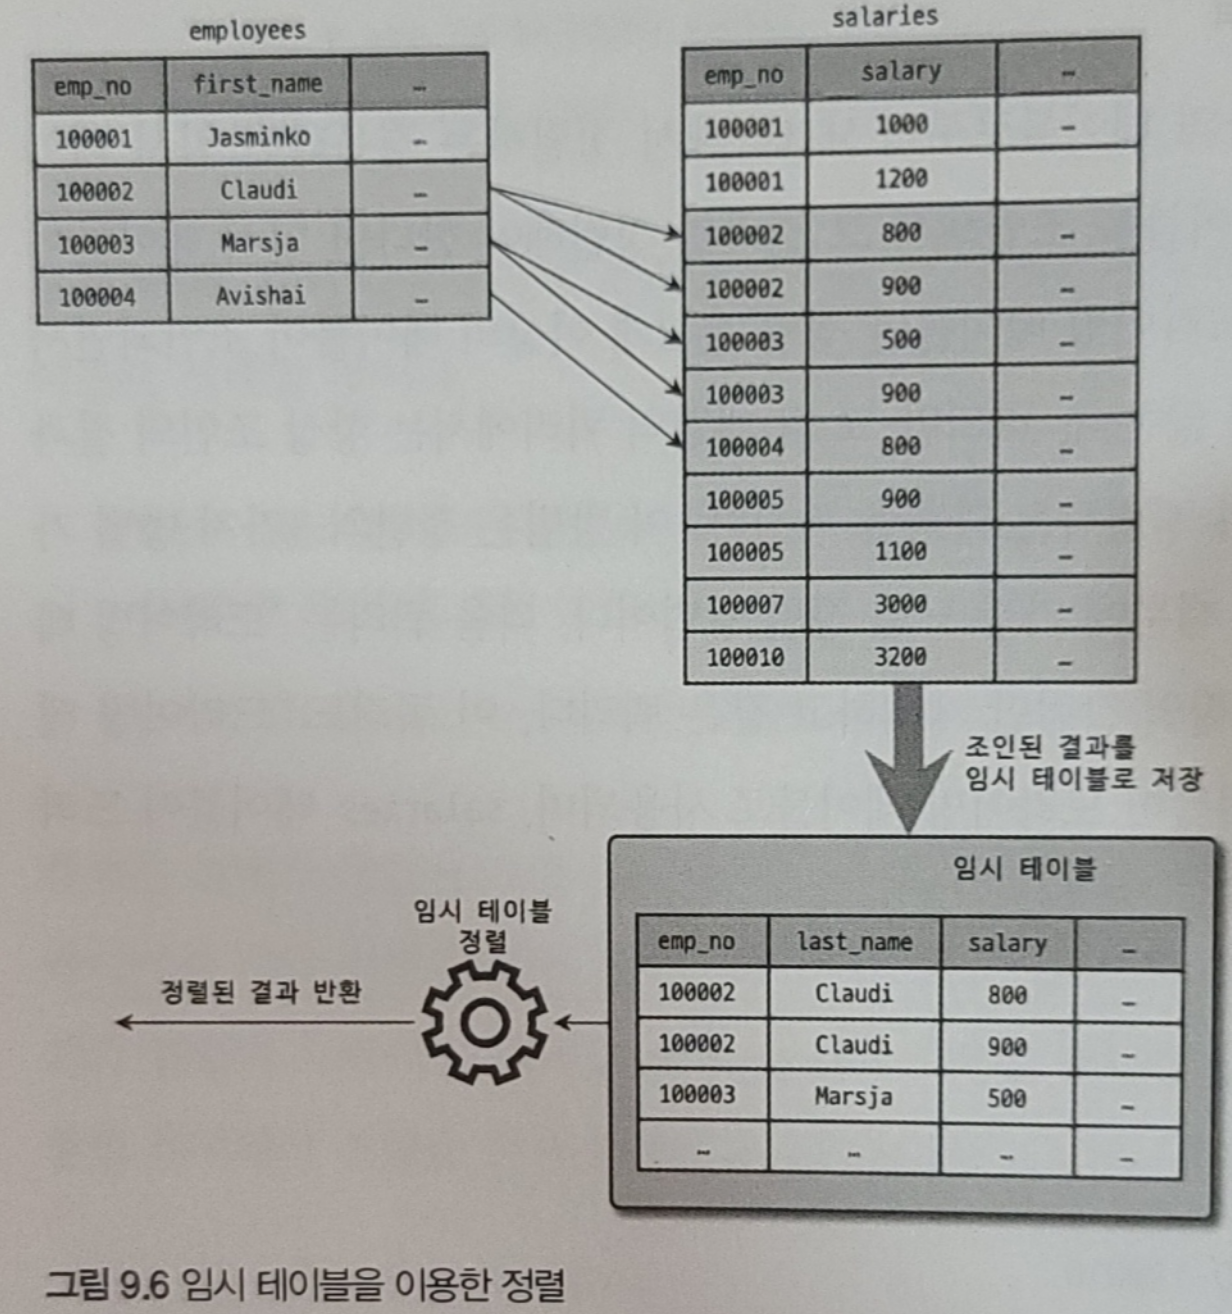 employees
emp_no first_name …
100001 Jasminko …
100002 Claudi …
100003 Marsja …
100004 Avishai …
salaries
emp_no salary …
100001 1000 …
100001 1200
100002 800 …
100002 900 …
100003 500 …
100003 900 …
100004 800 …
100005 900 …
100005 1100 …
100007 3000 …
100010 3200 …
조인된 결과를
임시 테이블로 저장
임시 테이블
emp_no last_name salary …
100002 Claudi 800 …
100002 Claudi 900 …
100003 Marsja 500 …
… … … …
임시 테이블
정렬
정렬된 결과 반환
그림 9.6 임시 테이블을 이용한 정렬